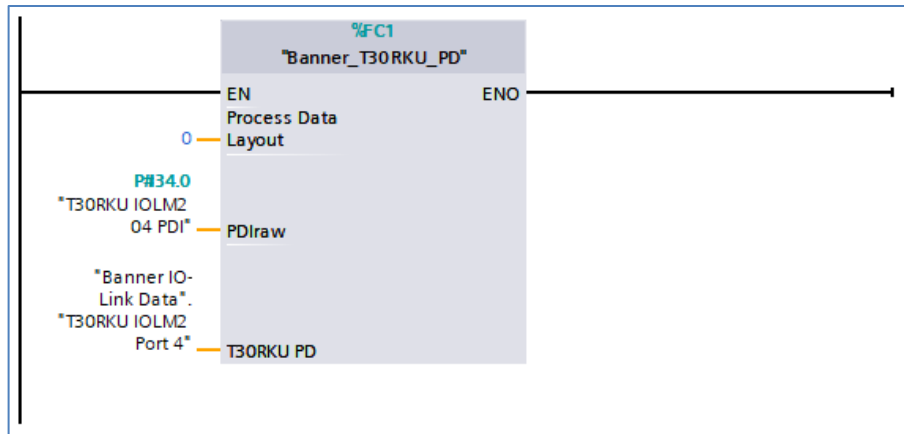 %FC1
"Banner_T30RKU_PD"
EN ENO
Process Data
0 Layout
P#I34.0
"T30RKU IOLM2
04 PDI" PDIraw
"Banner IO-
Link Data".
"T30RKU IOLM2
Port 4" T30RKU PD